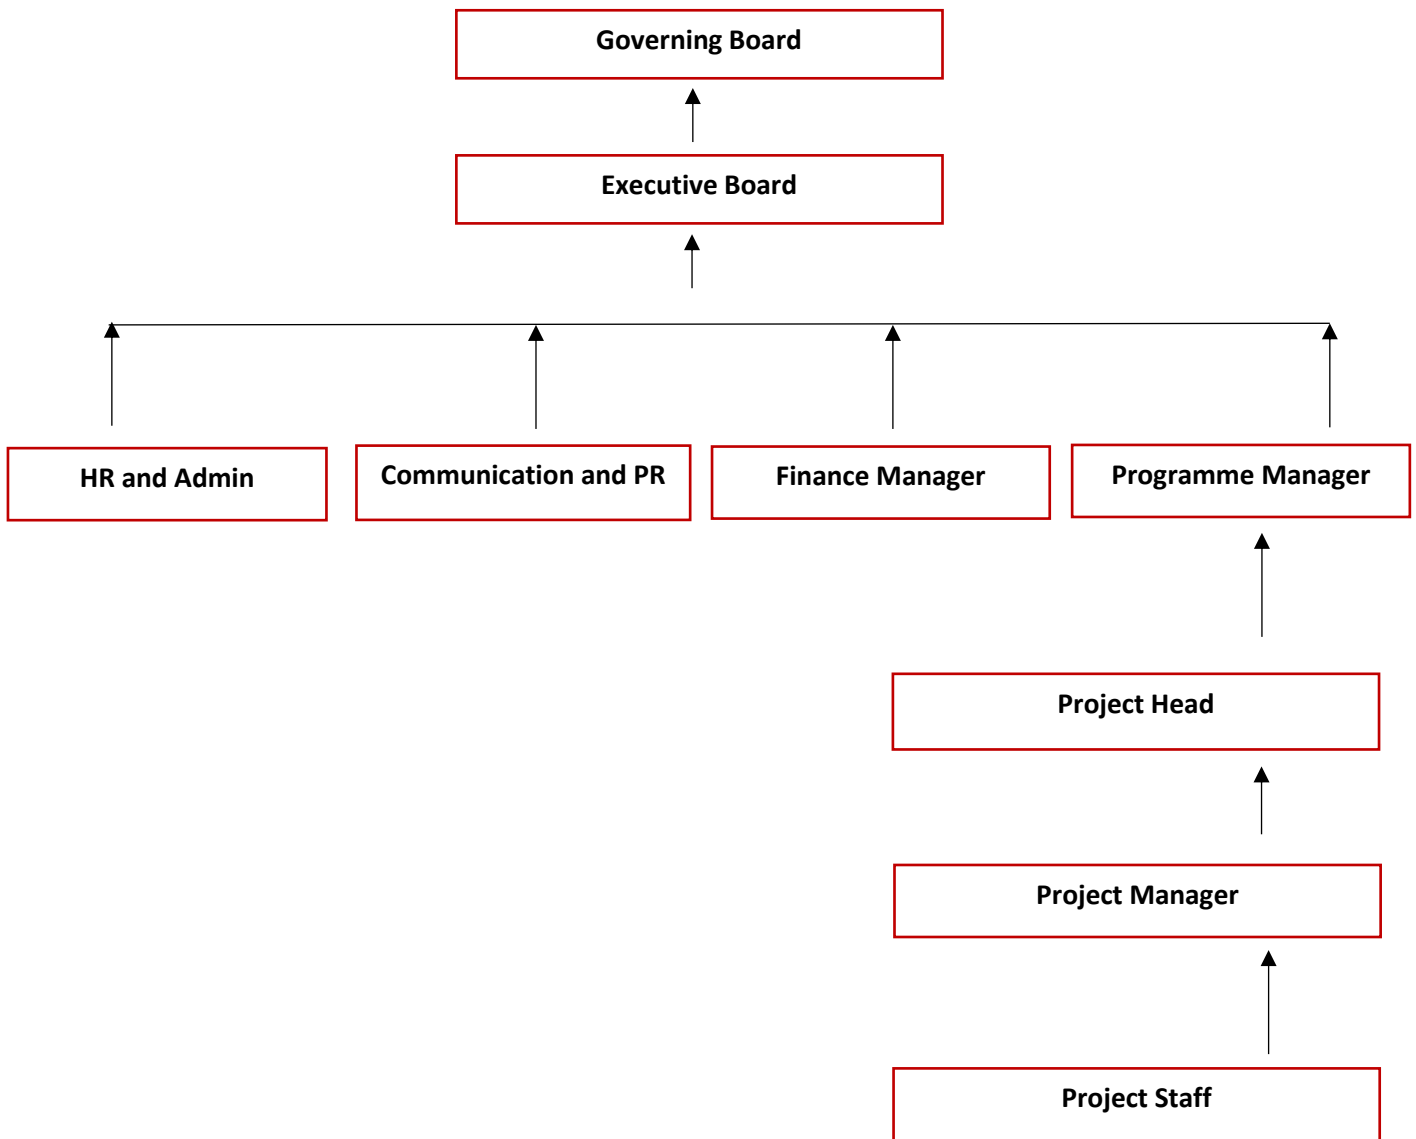 Governing Board
Executive Board
HR and Admin
Communication and PR
Finance Manager
Programme Manager
Project Head
Project Manager
Project Staff